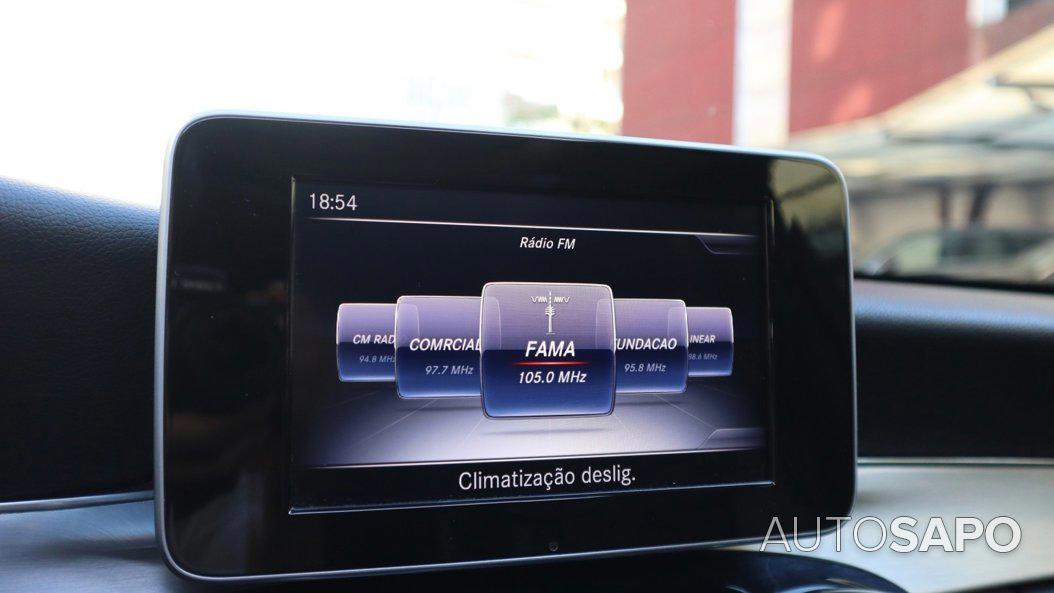 18:54
Rádio FM
CM RAD
94.8 MHz
COMRCIAL
97.7 MHz
FAMA
105.0 MHz
FUNDACAO
95.8 MHz
INEAR
98.6 MHz
Climatização deslig.
AUTOSAPO